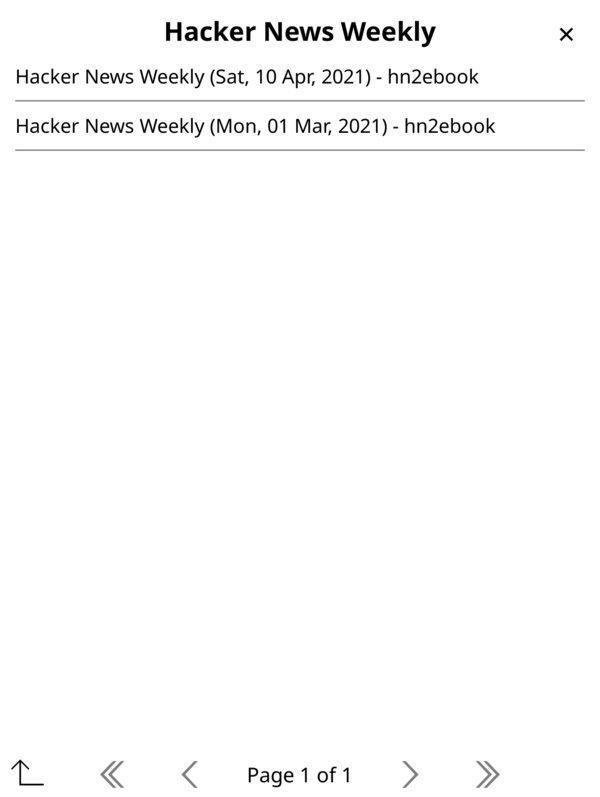 Hacker News Weekly
Hacker News Weekly (Sat, 10 Apr, 2021) - hn2ebook
Hacker News Weekly (Mon, 01 Mar, 2021) - hn2ebook
Page 1 of 1